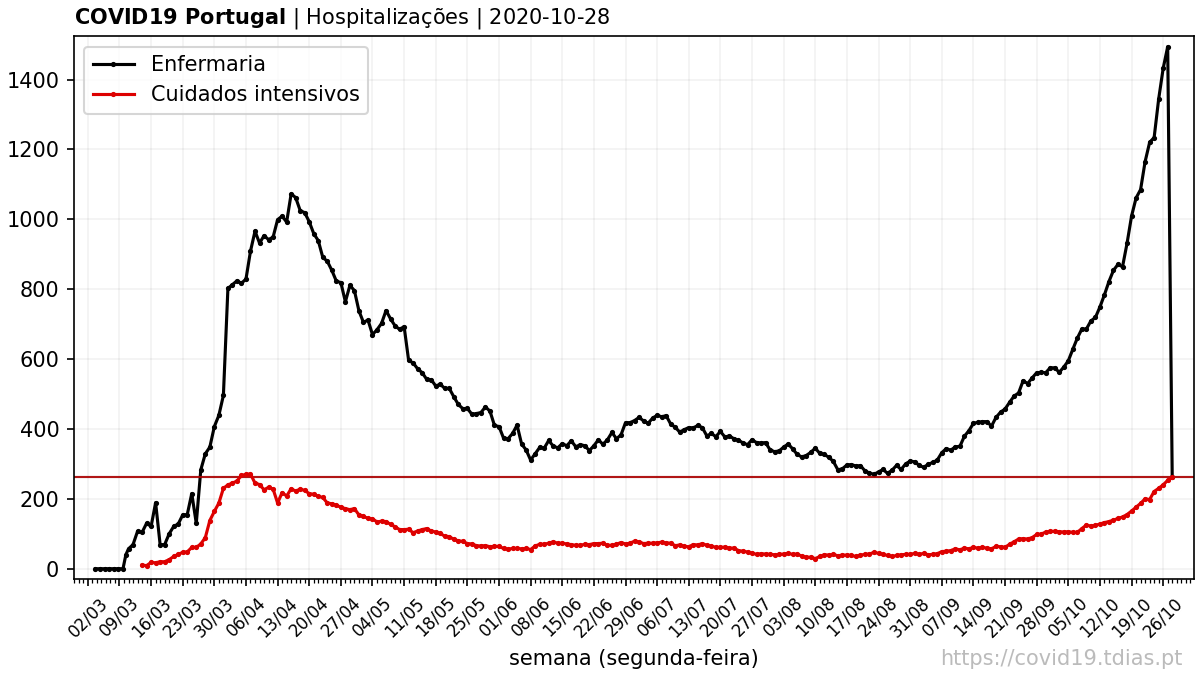 COVID19 Portugal | Hospitalizações | 2020-10-28
Enfermaria
Cuidados intensivos
1400
1200
1000
800
600
400
200
0
02/03 09/03 16/03 23/03 30/03 06/04 13/04 20/04 27/04 04/05 11/05 18/05 25/05 01/06 08/06 15/06 22/06 29/06 06/07 13/07 20/07 27/07 03/08 10/08 17/08 24/08 31/08 07/09 14/09 21/09 28/09 05/10 12/10 19/10 26/10
semana (segunda-feira)
https://covid19.tdias.pt